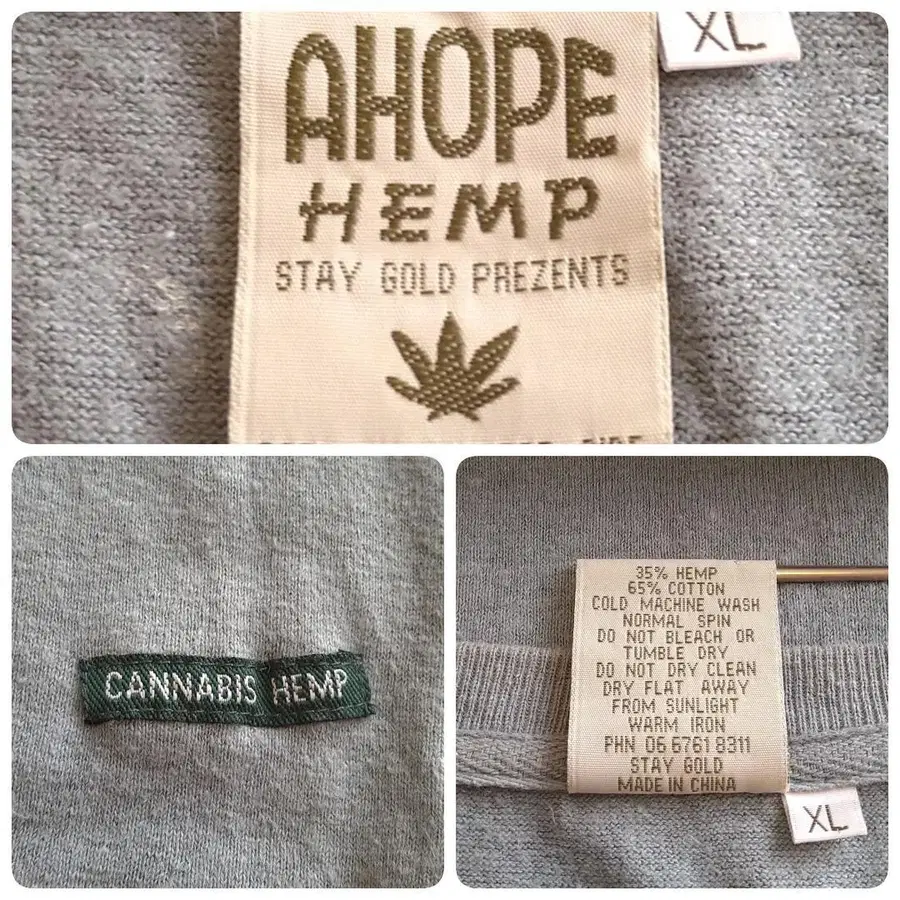 XL
AHOPE
HEMP
STAY GOLD PREZENTS
CANNABIS HEMP
35% HEMP
65% COTTON
COLD MACHINE WASH
NORMAL SPIN
DO NOT BLEACH OR
TUMBLE DRY
DO NOT DRY CLEAN
DRY FLAT AWAY
FROM SUNLIGHT
WARM IRON
PHN 06 6761 8311
STAY GOLD
MADE IN CHINA
XL